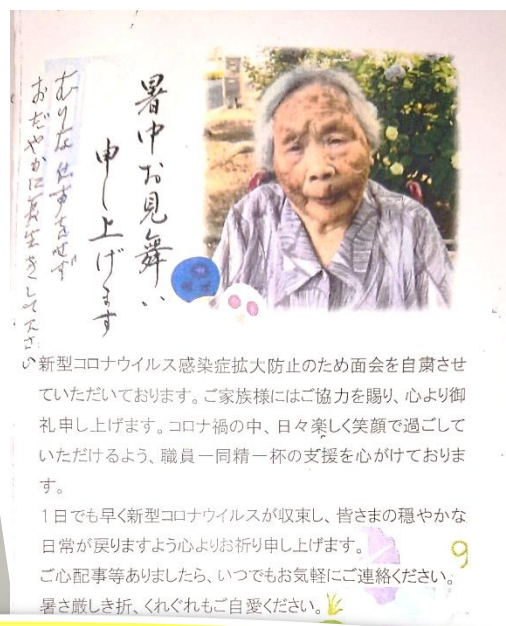 暑中お見舞い
申し上げます
むりな仕事をせず
おだやかに長生きして下さい
新型コロナウイルス感染症拡大防止のため面会を自粛させ
ていただいております。ご家族様にはご協力を賜り、心より御
礼申し上げます。コロナ禍の中、日々楽しく笑顔で過ごして
いただけるよう、職員一同精一杯の支援を心がけておりま
す。
1日でも早く新型コロナウイルスが収束し、皆さまの穏やかな
日常が戻りますよう心よりお祈り申し上げます。
ご心配事等ありましたら、いつでもお気軽にご連絡ください。
暑さ厳しき折、くれぐれもご自愛ください。